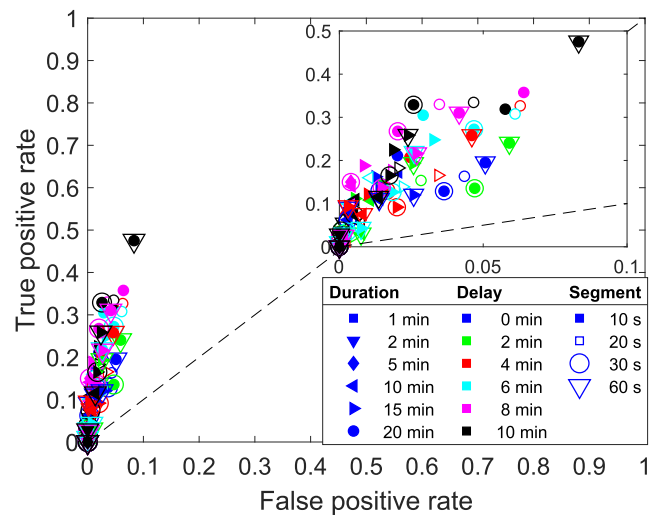 1
0.9
0.8
0.7
0.6
0.5
0.4
0.3
0.2
0.1
0
True positive rate
0.5
0.4
0.3
0.2
0.1
0
0 0.05 0.1
Duration Delay Segment
1 min 0 min 10 s
2 min 2 min 20 s
5 min 4 min 30 s
10 min 6 min 60 s
15 min 8 min
20 min 10 min
0 0.1 0.2 0.3 0.4 0.5 0.6 0.7 0.8 0.9 1
False positive rate